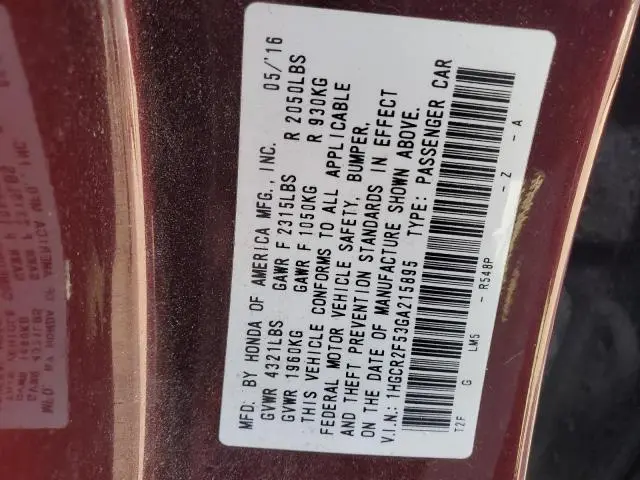 MFD. BY HONDA OF AMERICA MFG., INC. 05/'16
GVWR 4321LBS GAWR F 2315LBS R 2050LBS
GVWR 1960KG GAWR F 1050KG R 930KG
THIS VEHICLE CONFORMS TO ALL APPLICABLE
FEDERAL MOTOR VEHICLE SAFETY, BUMPER,
AND THEFT PREVENTION STANDARDS IN EFFECT
ON THE DATE OF MANUFACTURE SHOWN ABOVE.
V.I.N.: 1HGCR2F53GA215895 TYPE: PASSENGER CAR
T2F G LM5 - R548P - Z - A